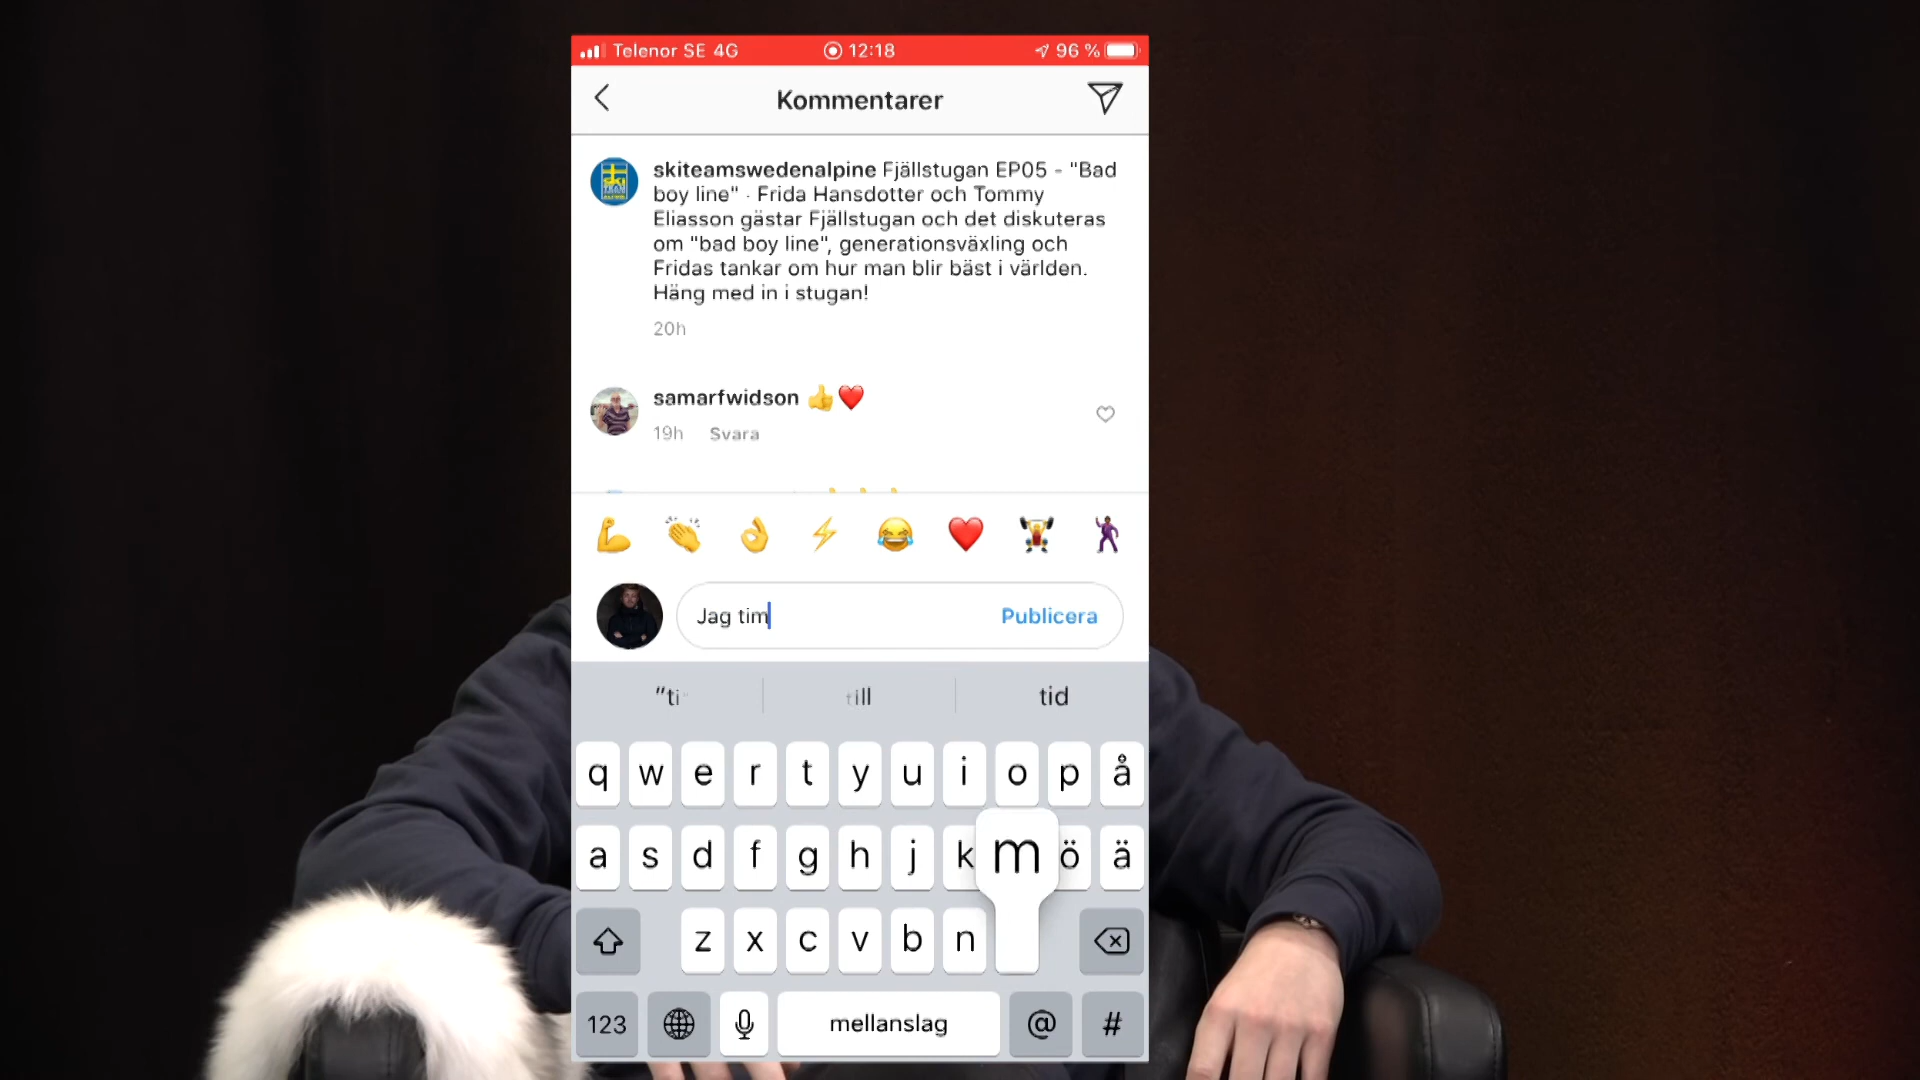 Telenor SE 4G 12:18 96 %
Kommentarer
skiteamswedenalpine Fjällstugan EP05 - "Bad
boy line" - Frida Hansdotter och Tommy
Eliasson gästar Fjällstugan och det diskuteras
om "bad boy line", generationsväxling och
Fridas tankar om hur man blir bäst i världen.
Häng med in i stugan!
20h
samarfwidson
19h Svara
Jag tim Publicera
"ti till tid
q w e r t y u i o p å
a s d f g h j k m ö ä
z x c v b n
123 mellanslag @ #